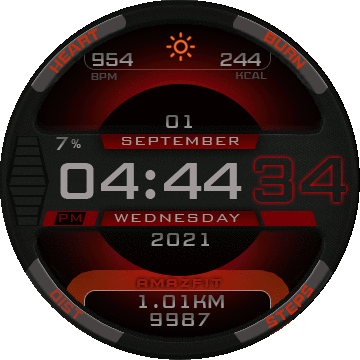 HEART
BURN
954
244
BPM
KCAL
01
SEPTEMBER
7%
04:44 34
PM
WEDNESDAY
2021
AMAZFIT
1.01KM
9987
DIST
STEPS